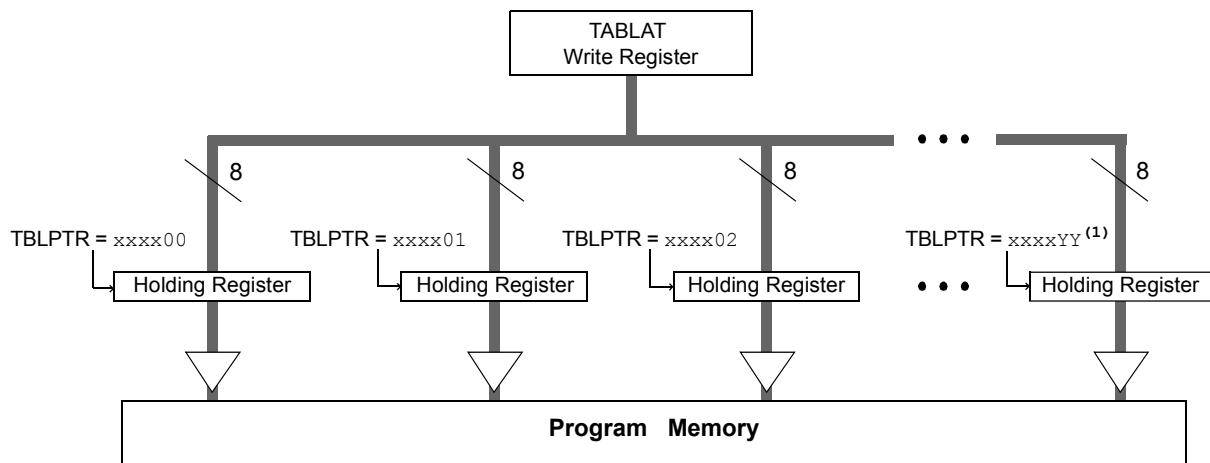 TABLAT
Write Register
8
8
8
8
TBLPTR = xxxx00
TBLPTR = xxxx01
TBLPTR = xxxx02
TBLPTR = xxxxYY(1)
Holding Register
Holding Register
Holding Register
Holding Register
Program Memory